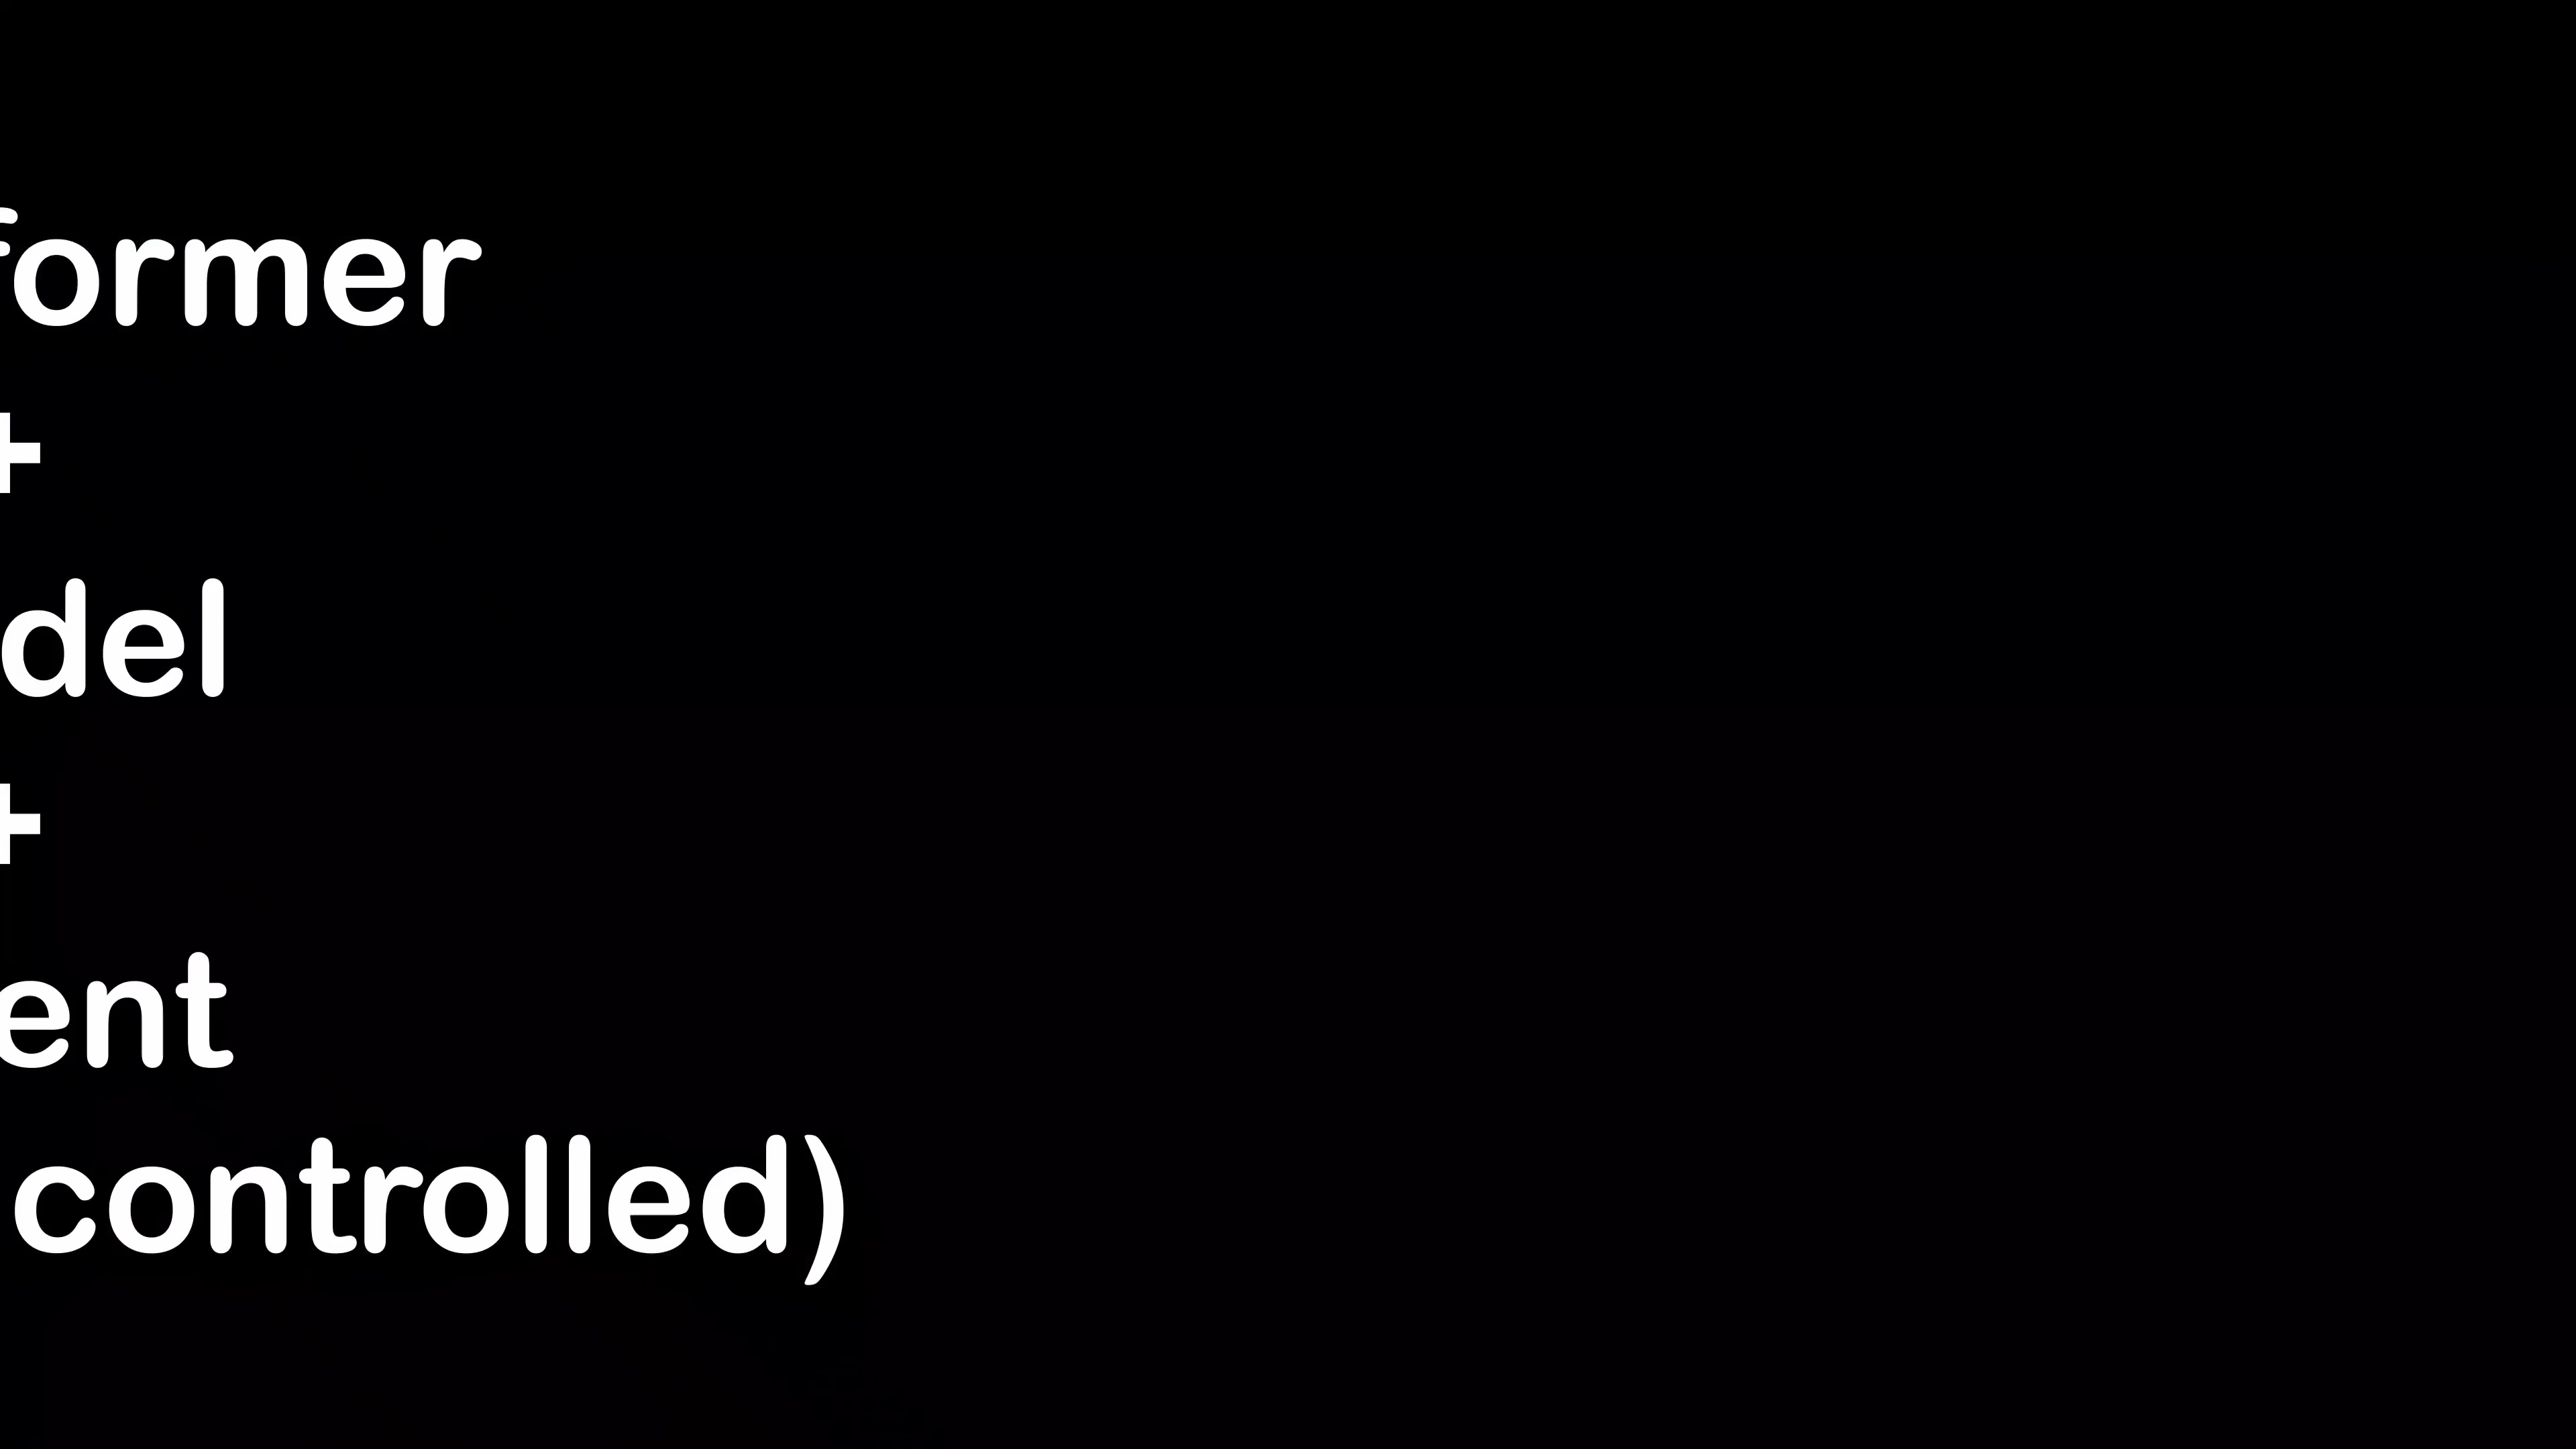 former
+
del
+
ent
controlled)